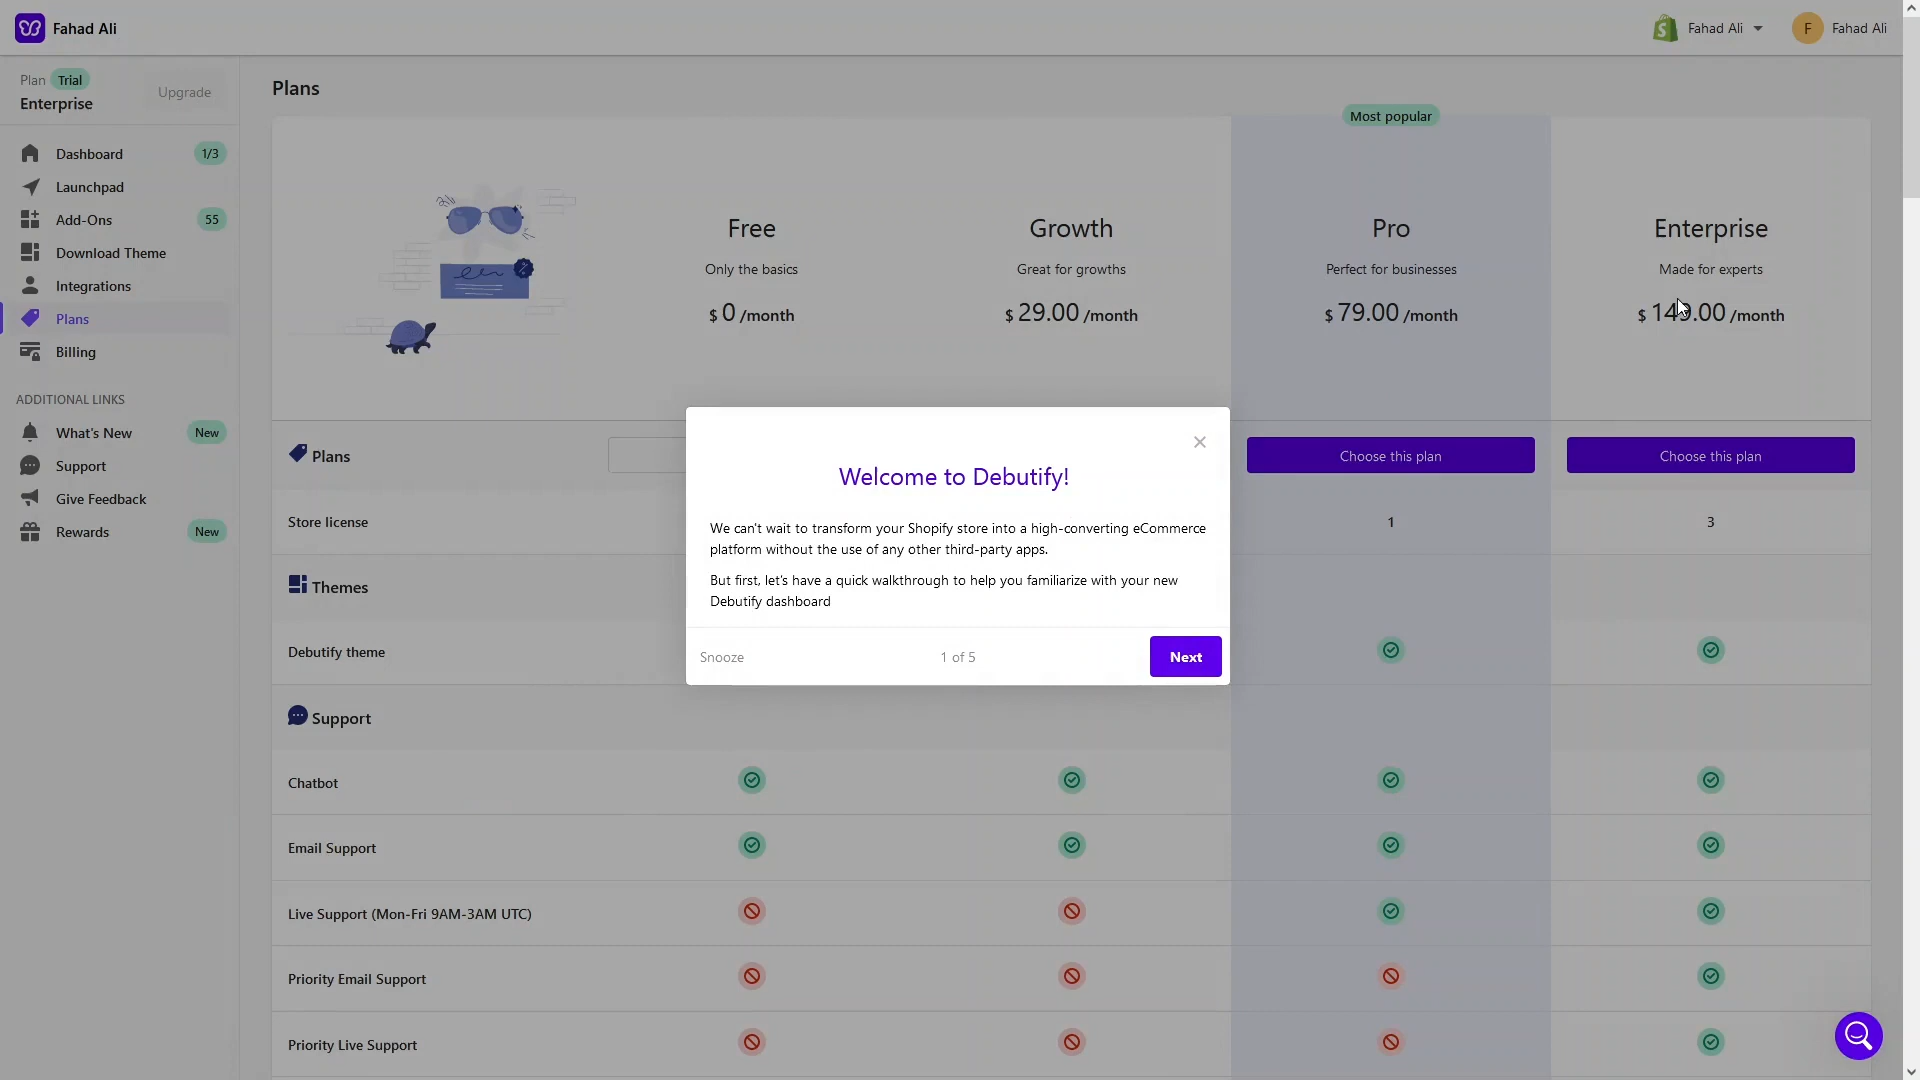 Fahad Ali
Fahad Ali
F
Fahad Ali
Plan Trial
Enterprise
Upgrade
Dashboard 1/3
Launchpad
Add-Ons 55
Download Theme
Integrations
Plans
Billing
ADDITIONAL LINKS
What's New New
Support
Give Feedback
Rewards New
Plans
Most popular
Free
Growth
Pro
Enterprise
Only the basics
Great for growths
Perfect for businesses
Made for experts
$ 0 /month
$ 29.00 /month
$ 79.00 /month
$ 149.00 /month
Plans
Choose this plan
Choose this plan
Store license
1
3
Themes
Debutify theme
Support
Chatbot
Email Support
Live Support (Mon-Fri 9AM-3AM UTC)
Priority Email Support
Priority Live Support
Welcome to Debutify!
We can't wait to transform your Shopify store into a high-converting eCommerce
platform without the use of any other third-party apps.
But first, let's have a quick walkthrough to help you familiarize with your new
Debutify dashboard
Snooze
1 of 5
Next